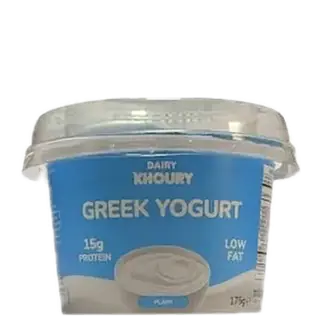 DAIRY
KHOURY
GREEK YOGURT
15g
PROTEIN
LOW
FAT
PLAIN
175g